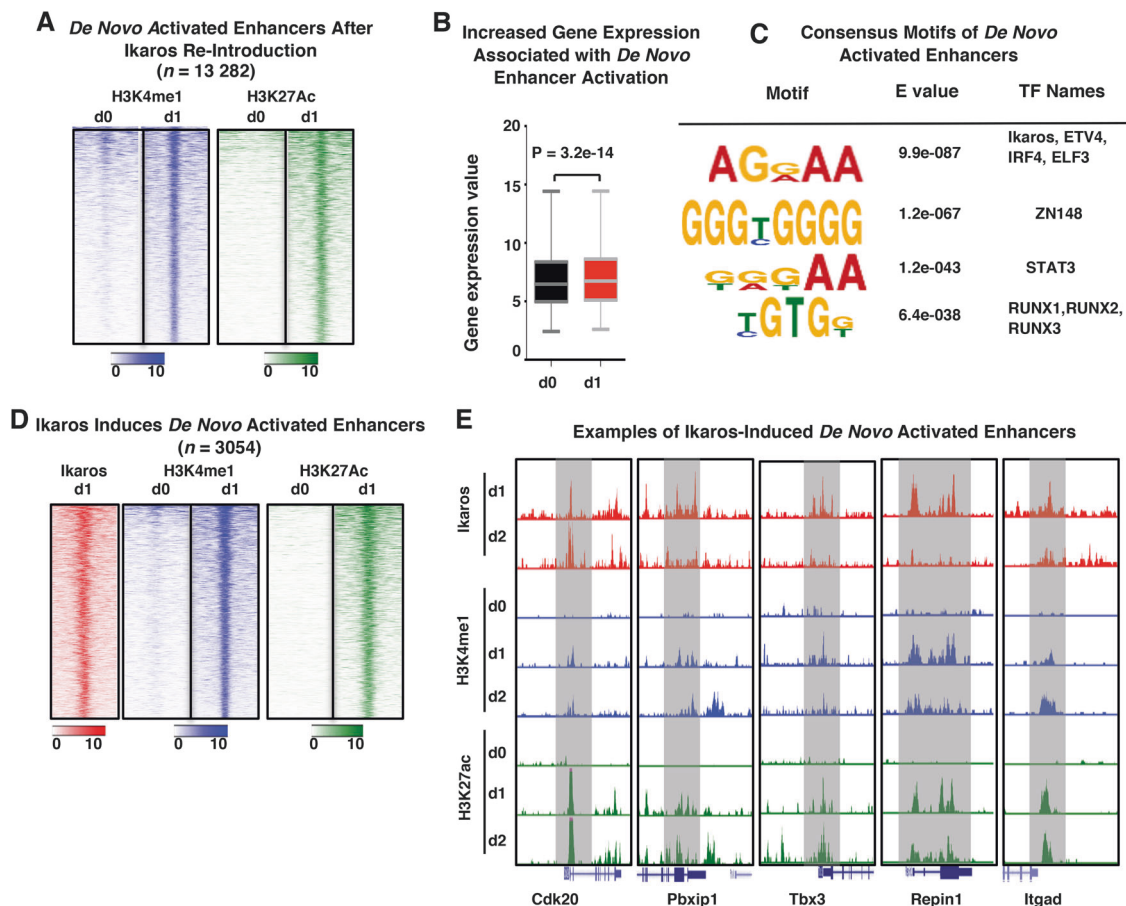 A
De Novo Activated Enhancers After
Ikaros Re-Introduction
(n = 13 282)
H3K4me1
H3K27Ac
d0
d1
d0
d1
0
10
0
10
B
Increased Gene Expression
Associated with De Novo
Enhancer Activation
20
15
10
5
0
Gene expression value
P = 3.2e-14
d0
d1
C
Consensus Motifs of De Novo
Activated Enhancers
Motif
E value
TF Names
AGGAA
A
9.9e-087
Ikaros, ETV4,
IRF4, ELF3
GGGTGGGG
C
1.2e-067
ZN148
GGGAA
TAT
1.2e-043
STAT3
TGTGG
C
T
6.4e-038
RUNX1,RUNX2,
RUNX3
D
Ikaros Induces De Novo Activated Enhancers
(n = 3054)
Ikaros
H3K4me1
H3K27Ac
d1
d0
d1
d0
d1
0
10
0
10
0
10
E
Examples of Ikaros-Induced De Novo Activated Enhancers
Ikaros
d1
d2
H3K4me1
d0
d1
d2
H3K27ac
d0
d1
d2
Cdk20
Pbxip1
Tbx3
Repin1
Itgad